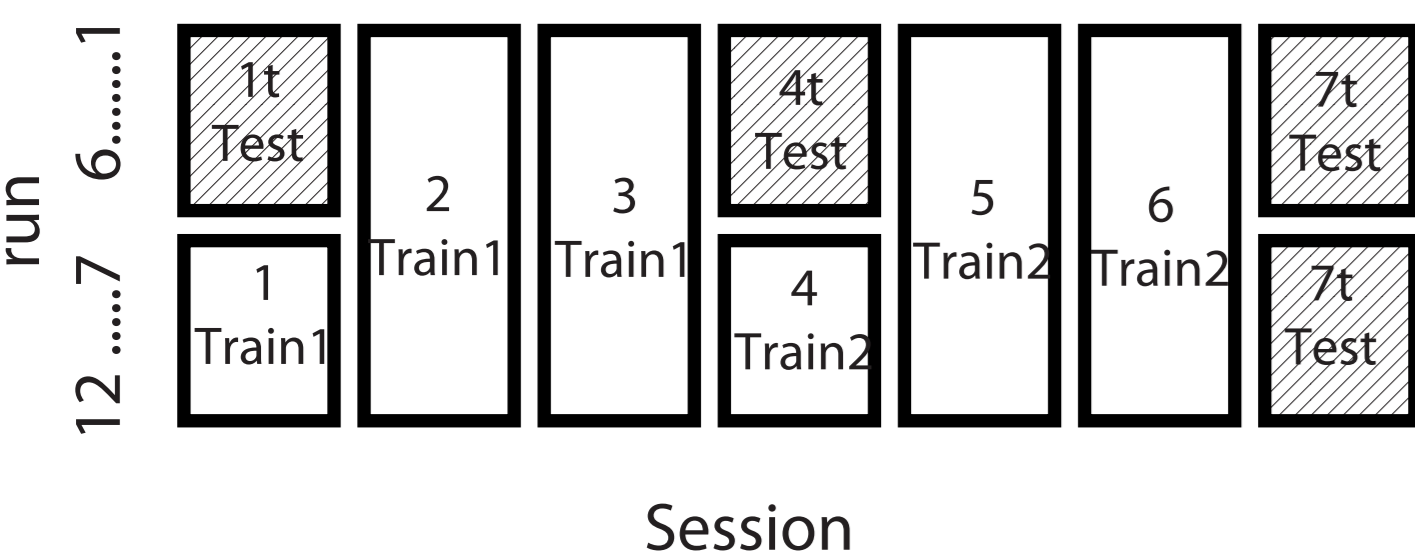 run
6.......1
12 .....7
1t
Test
1
Train1
2
Train1
3
Train1
4t
Test
4
Train2
5
Train2
6
Train2
7t
Test
7t
Test
Session